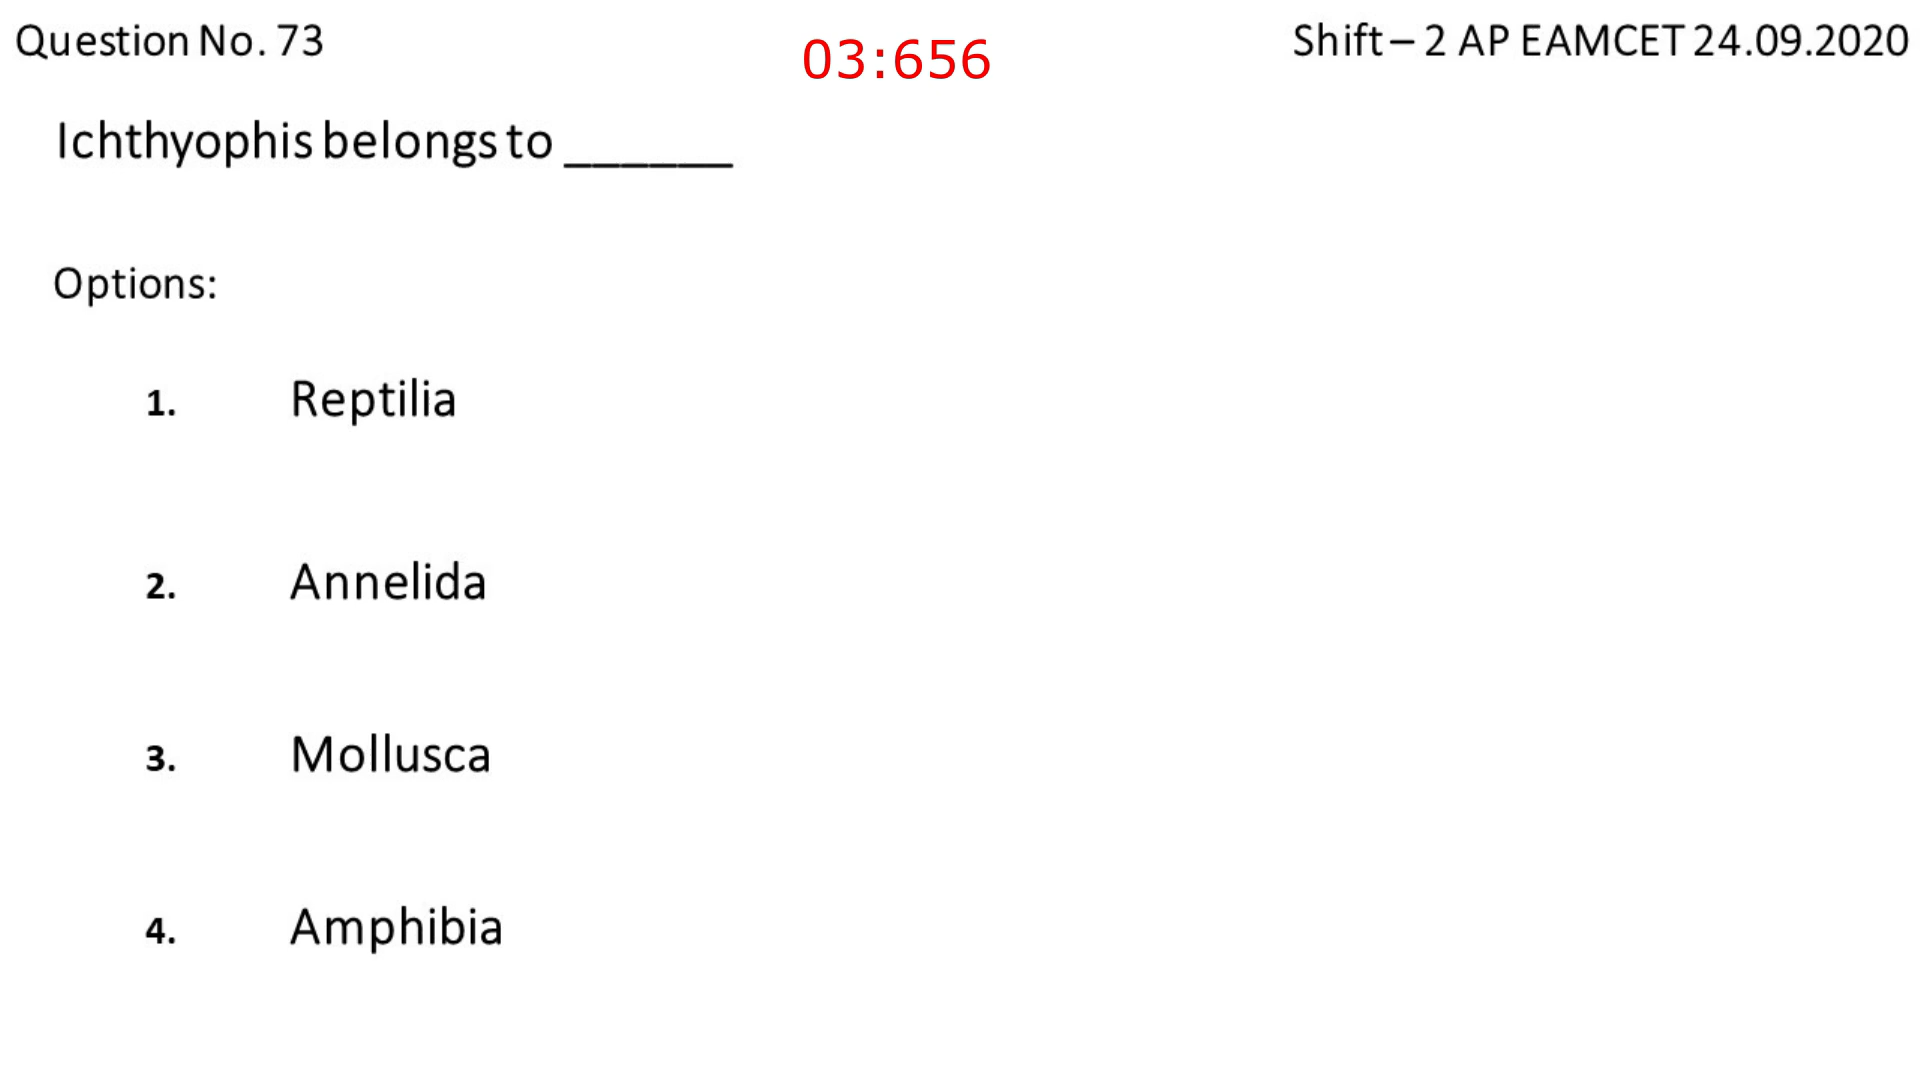 Question No. 73
03:656
Shift – 2 AP EAMCET 24.09.2020
Ichthyophis belongs to ______
Options:
1. Reptilia
2. Annelida
3. Mollusca
4. Amphibia